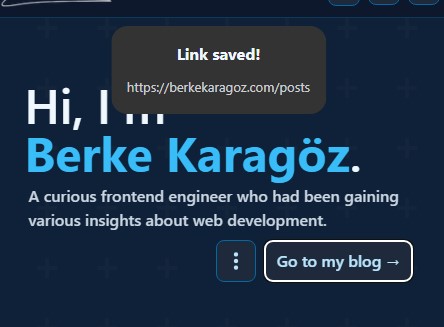 Link saved!
https://berkekaragoz.com/posts
Hi, I'm
Berke Karagöz.
A curious frontend engineer who had been gaining
various insights about web development.
Go to my blog →